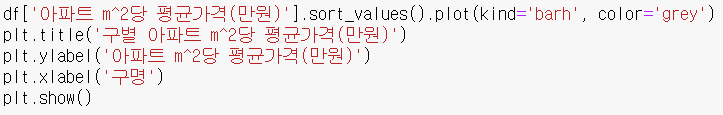 df['아파트 m^2당 평균가격(만원)'].sort_values().plot(kind='barh', color='grey')
plt.title('구별 아파트 m^2당 평균가격(만원)')
plt.ylabel('아파트 m^2당 평균가격(만원)')
plt.xlabel('구명')
plt.show()